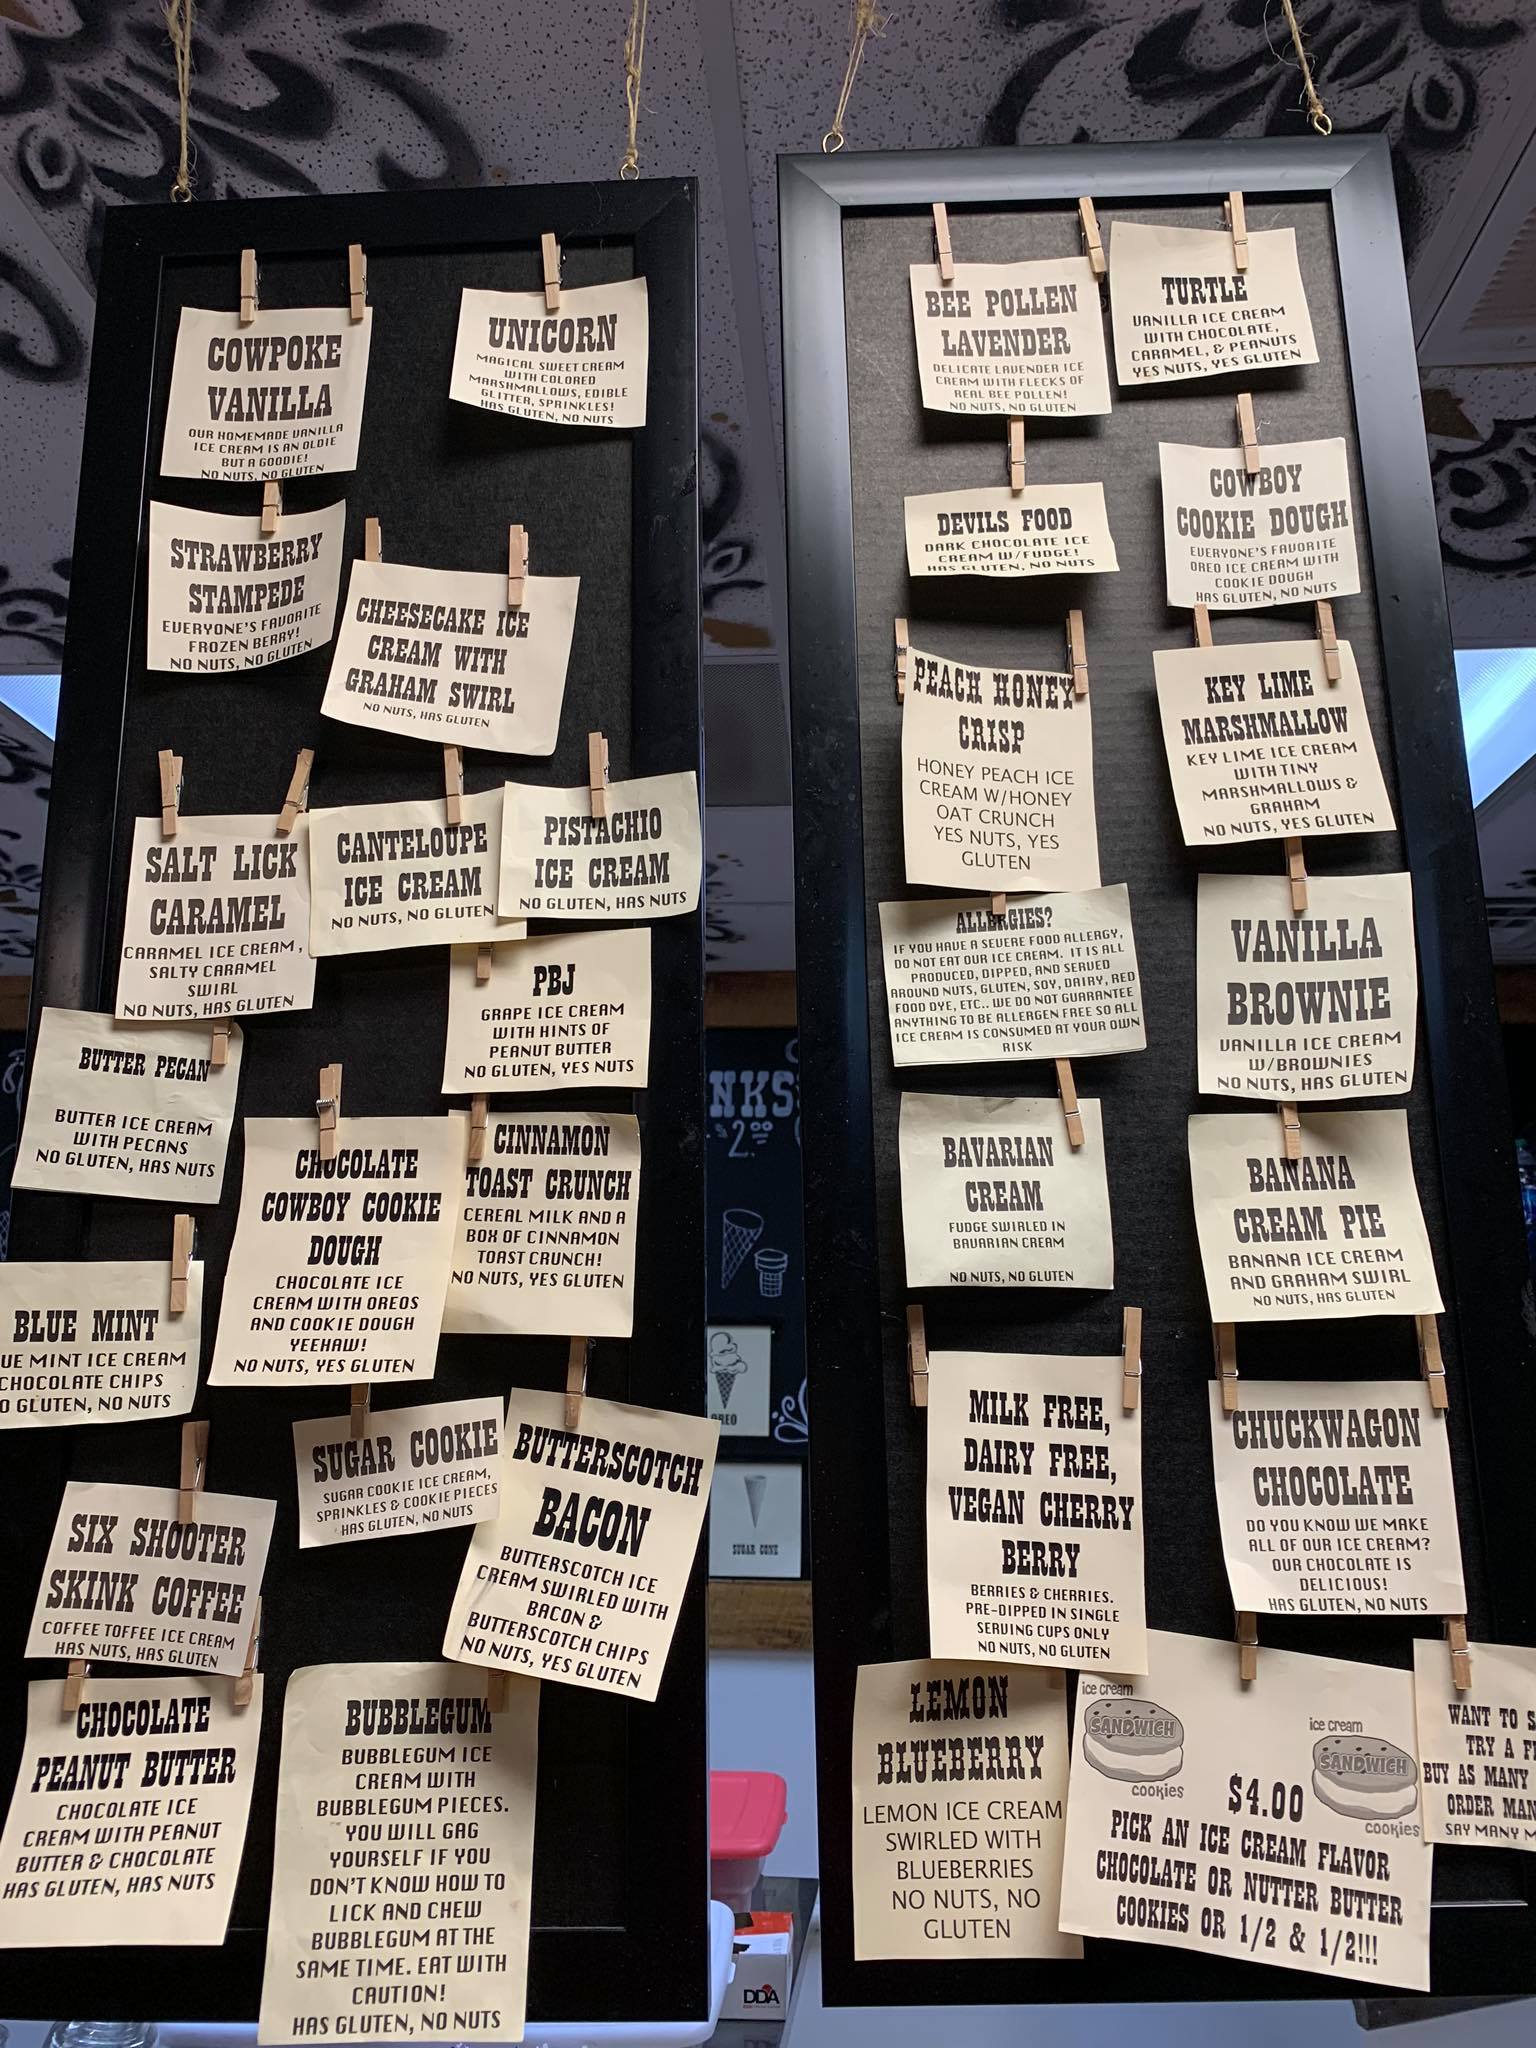 COWPOKE
VANILLA
OUR HOMEMADE VANILLA
ICE CREAM IS AN OLDIE
BUT A GOODIE!
NO NUTS, NO GLUTEN
UNICORN
MAGICAL SWEET CREAM
WITH COLORED
MARSHMALLOWS, EDIBLE
GLITTER, SPRINKLES!
HAS GLUTEN, NO NUTS
STRAWBERRY
STAMPEDE
EVERYONE'S FAVORITE
FROZEN BERRY!
NO NUTS, NO GLUTEN
CHEESECAKE ICE
CREAM WITH
GRAHAM SWIRL
NO NUTS, HAS GLUTEN
SALT LICK
CARAMEL
CARAMEL ICE CREAM,
SALTY CARAMEL
SWIRL
NO NUTS, HAS GLUTEN
CANTELOUPE
ICE CREAM
NO NUTS, NO GLUTEN
PISTACHIO
ICE CREAM
NO GLUTEN, HAS NUTS
PBJ
GRAPE ICE CREAM
WITH HINTS OF
PEANUT BUTTER
NO GLUTEN, YES NUTS
BUTTER PECAN
BUTTER ICE CREAM
WITH PECANS
NO GLUTEN, HAS NUTS
CHOCOLATE
COWBOY COOKIE
DOUGH
CHOCOLATE ICE
CREAM WITH OREOS
AND COOKIE DOUGH
YEEHAW!
NO NUTS, YES GLUTEN
CINNAMON
TOAST CRUNCH
CEREAL MILK AND A
BOX OF CINNAMON
TOAST CRUNCH!
NO NUTS, YES GLUTEN
BLUE MINT
UE MINT ICE CREAM
CHOCOLATE CHIPS
O GLUTEN, NO NUTS
SUGAR COOKIE
SUGAR COOKIE ICE CREAM,
SPRINKLES & COOKIE PIECES
HAS GLUTEN, NO NUTS
BUTTERSCOTCH
BACON
BUTTERSCOTCH ICE
CREAM SWIRLED WITH
BACON &
BUTTERSCOTCH CHIPS
NO NUTS, YES GLUTEN
SIX SHOOTER
SKINK COFFEE
COFFEE TOFFEE ICE CREAM
HAS NUTS, HAS GLUTEN
CHOCOLATE
PEANUT BUTTER
CHOCOLATE ICE
CREAM WITH PEANUT
BUTTER & CHOCOLATE
HAS GLUTEN, HAS NUTS
BUBBLEGUM
BUBBLEGUM ICE
CREAM WITH
BUBBLEGUM PIECES.
YOU WILL GAG
YOURSELF IF YOU
DON'T KNOW HOW TO
LICK AND CHEW
BUBBLEGUM AT THE
SAME TIME. EAT WITH
CAUTION!
HAS GLUTEN, NO NUTS
NKS
2.00
OREO
SUGAR CONE
DDA
BEE POLLEN
LAVENDER
DELICATE LAVENDER ICE
CREAM WITH FLECKS OF
REAL BEE POLLEN!
NO NUTS, NO GLUTEN
TURTLE
VANILLA ICE CREAM
WITH CHOCOLATE,
CARAMEL, & PEANUTS
YES NUTS, YES GLUTEN
DEVILS FOOD
DARK CHOCOLATE ICE
CREAM W/FUDGE!
HAS GLUTEN, NO NUTS
COWBOY
COOKIE DOUGH
EVERYONE'S FAVORITE
OREO ICE CREAM WITH
COOKIE DOUGH
HAS GLUTEN, NO NUTS
PEACH HONEY
CRISP
HONEY PEACH ICE
CREAM W/HONEY
OAT CRUNCH
YES NUTS, YES
GLUTEN
KEY LIME
MARSHMALLOW
KEY LIME ICE CREAM
WITH TINY
MARSHMALLOWS &
GRAHAM
NO NUTS, YES GLUTEN
ALLERGIES?
IF YOU HAVE A SEVERE FOOD ALLERGY,
DO NOT EAT OUR ICE CREAM. IT IS ALL
PRODUCED, DIPPED, AND SERVED
AROUND NUTS, GLUTEN, SOY, DAIRY, RED
FOOD DYE, ETC.. WE DO NOT GUARANTEE
ANYTHING TO BE ALLERGEN FREE SO ALL
ICE CREAM IS CONSUMED AT YOUR OWN
RISK
VANILLA
BROWNIE
VANILLA ICE CREAM
W/BROWNIES
NO NUTS, HAS GLUTEN
BAVARIAN
CREAM
FUDGE SWIRLED IN
BAVARIAN CREAM
NO NUTS, NO GLUTEN
BANANA
CREAM PIE
BANANA ICE CREAM
AND GRAHAM SWIRL
NO NUTS, HAS GLUTEN
MILK FREE,
DAIRY FREE,
VEGAN CHERRY
BERRY
BERRIES & CHERRIES.
PRE-DIPPED IN SINGLE
SERVING CUPS ONLY
NO NUTS, NO GLUTEN
CHUCKWAGON
CHOCOLATE
DO YOU KNOW WE MAKE
ALL OF OUR ICE CREAM?
OUR CHOCOLATE IS
DELICIOUS!
HAS GLUTEN, NO NUTS
LEMON
BLUEBERRY
LEMON ICE CREAM
SWIRLED WITH
BLUEBERRIES
NO NUTS, NO
GLUTEN
ice cream
SANDWICH
cookies
ice cream
SANDWICH
cookies
$4.00
PICK AN ICE CREAM FLAVOR
CHOCOLATE OR NUTTER BUTTER
COOKIES OR 1/2 & 1/2!!!
WANT TO S
TRY A F
BUY AS MANY
ORDER MAN
SAY MANY M